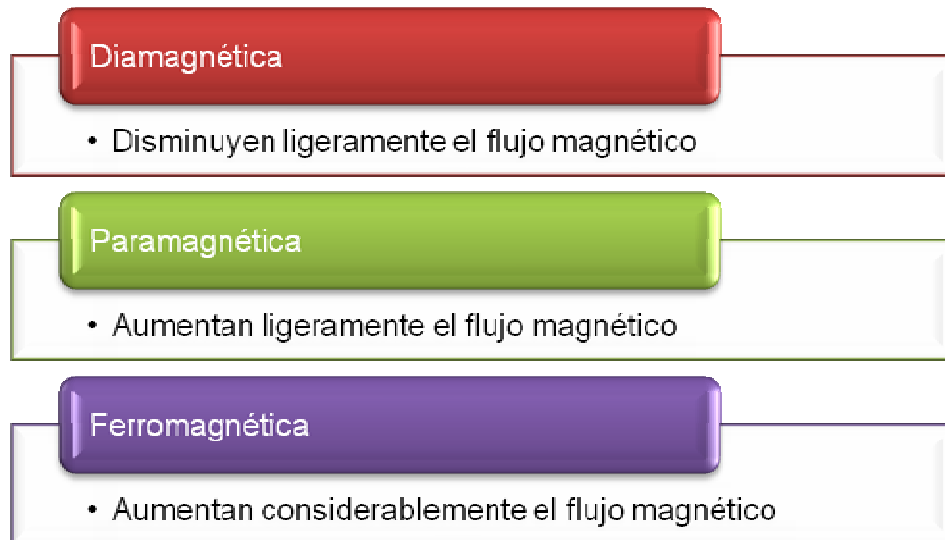 Diamagnética
• Disminuyen ligeramente el flujo magnético
Paramagnética
• Aumentan ligeramente el flujo magnético
Ferromagnética
• Aumentan considerablemente el flujo magnético